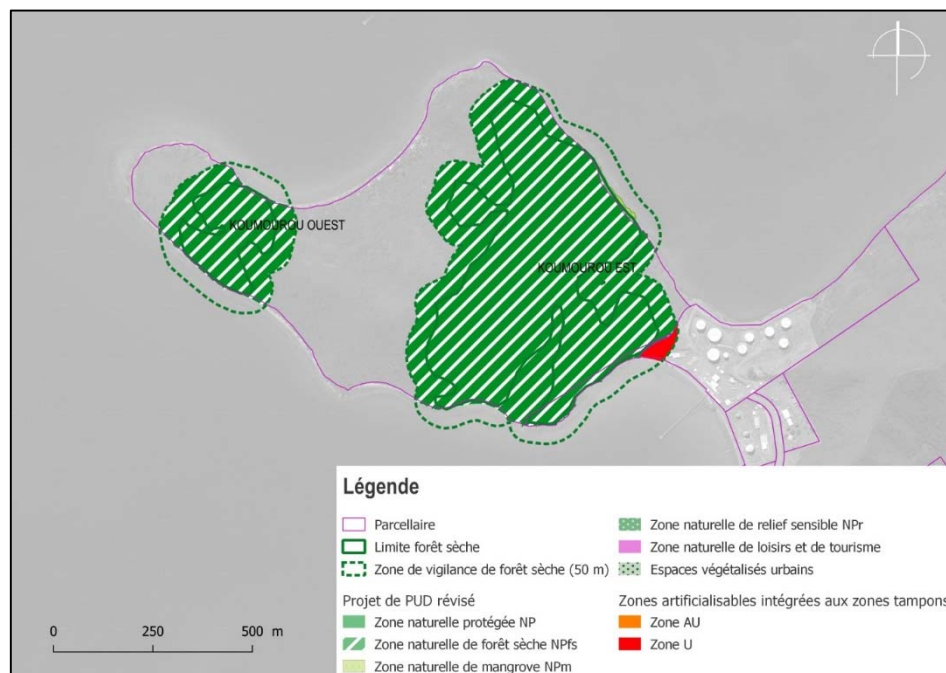 KOUMOUROU OUEST
KOUMOUROU EST
Légende
Parcellaire
Limite forêt sèche
Zone de vigilance de forêt sèche (50 m)
Projet de PUD révisé
Zone naturelle protégée NP
Zone naturelle de forêt sèche NPfs
Zone naturelle de mangrove NPm
Zone naturelle de relief sensible NPr
Zone naturelle de loisirs et de tourisme
Espaces végétalisés urbains
Zones artificialisables intégrées aux zones tampons
Zone AU
Zone U
0 250 500 m